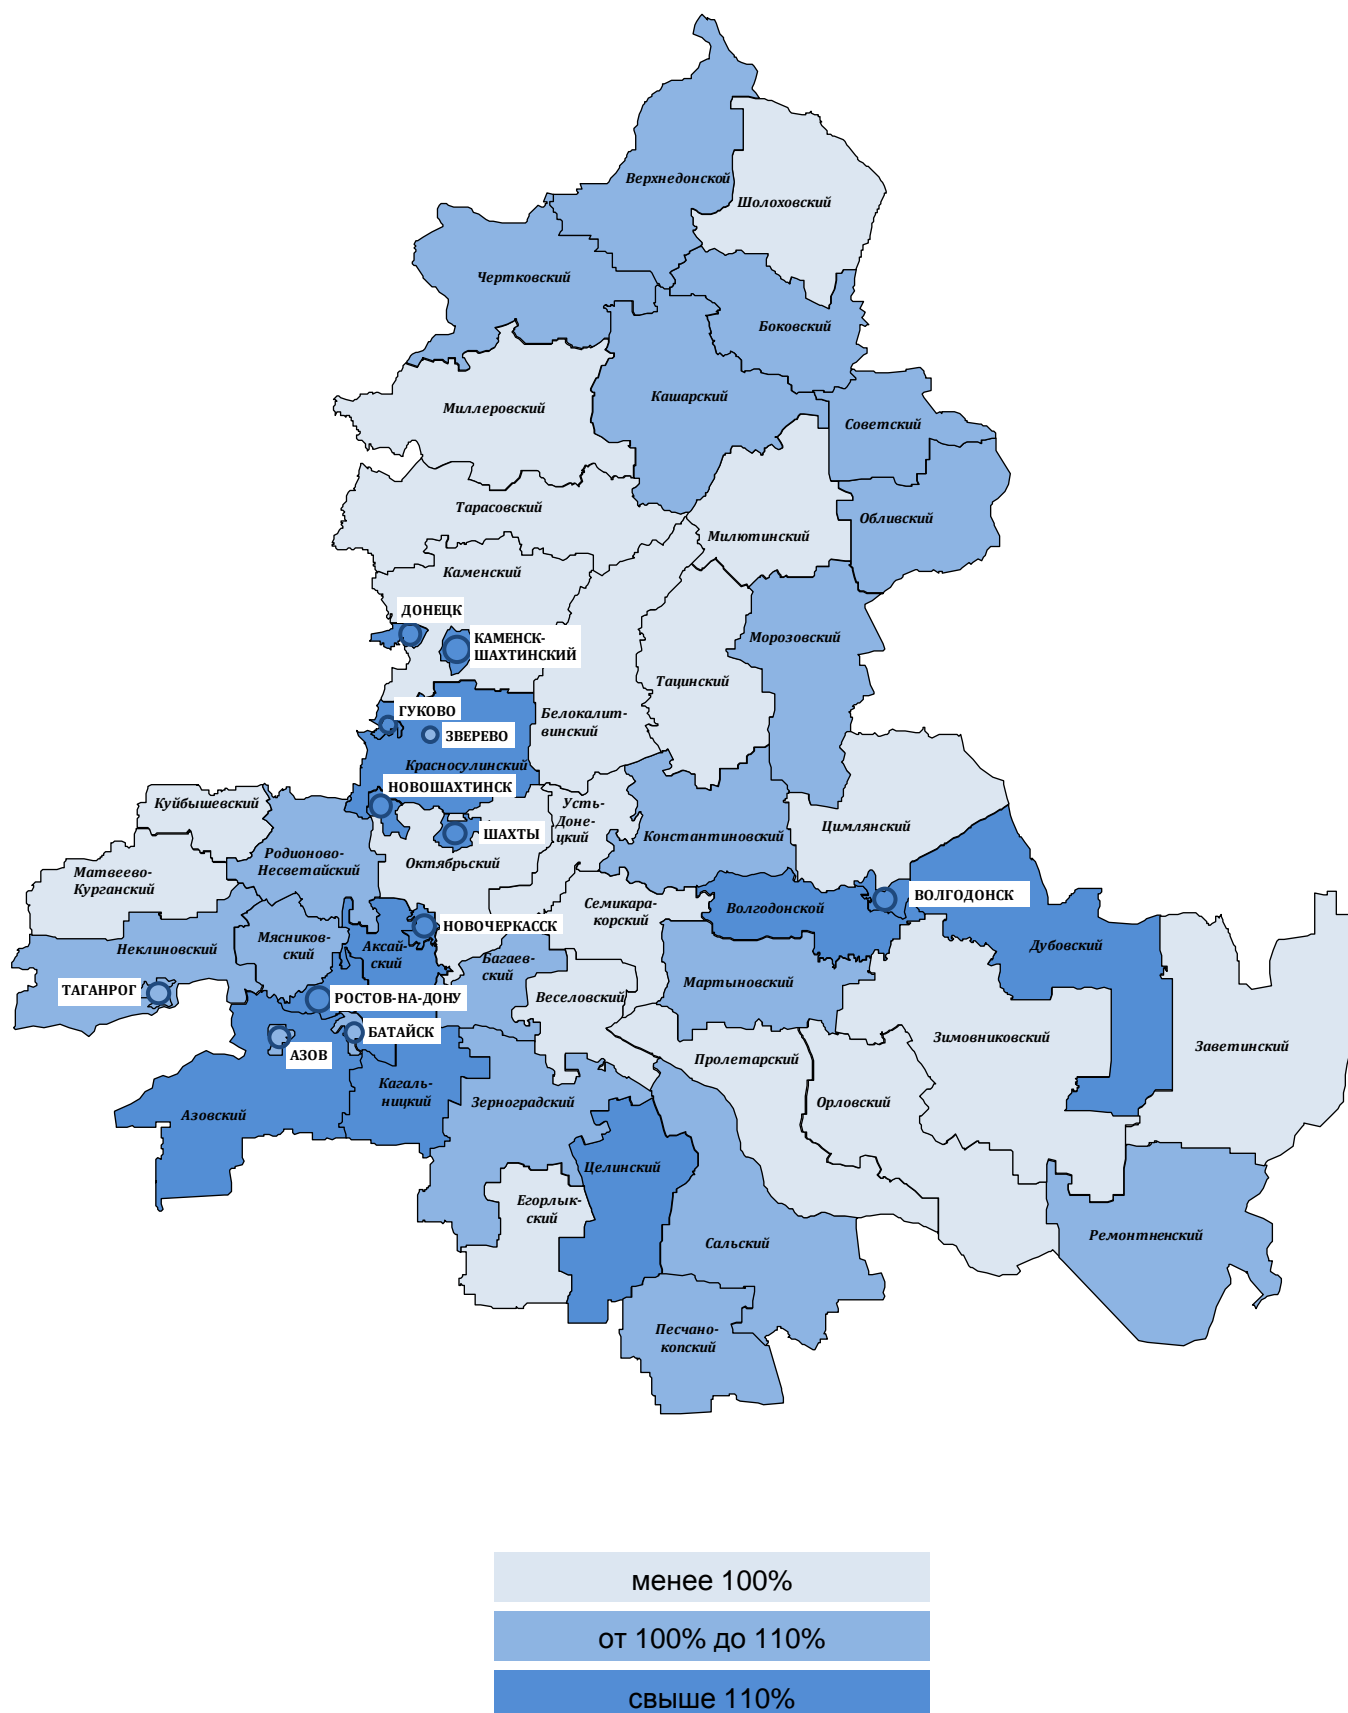 Верхнедонской
Шолоховский
Чертковский
Боковский
Кашарский
Миллеровский
Советский
Тарасовский
Обливский
Милютинский
Каменский
ДОНЕЦК
КАМЕНСК-
ШАХТИНСКИЙ
Морозовский
Тацинский
ГУКОВО
Белокалит-
винский
ЗВЕРЕВО
Красносулинский
НОВОШАХТИНСК
Куйбышевский
Усть-
Доне-
цкий
Константиновский
Цимлянский
ШАХТЫ
Родионово-
Несветайский
Октябрьский
Матвеево-
Курганский
Семикара-
корский
Волгодонской
ВОЛГОДОНСК
НОВОЧЕРКАССК
Неклиновский
Мясников-
ский
Аксай-
ский
Дубовский
Багаев-
ский
Мартыновский
ТАГАНРОГ
РОСТОВ-НА-ДОНУ
Веселовский
БАТАЙСК
Зимовниковский
Заветинский
АЗОВ
Пролетарский
Кагаль-
ницкий
Зерноградский
Орловский
Азовский
Целинский
Егорлык-
ский
Сальский
Ремонтненский
Песчано-
копский
менее 100%
от 100% до 110%
свыше 110%